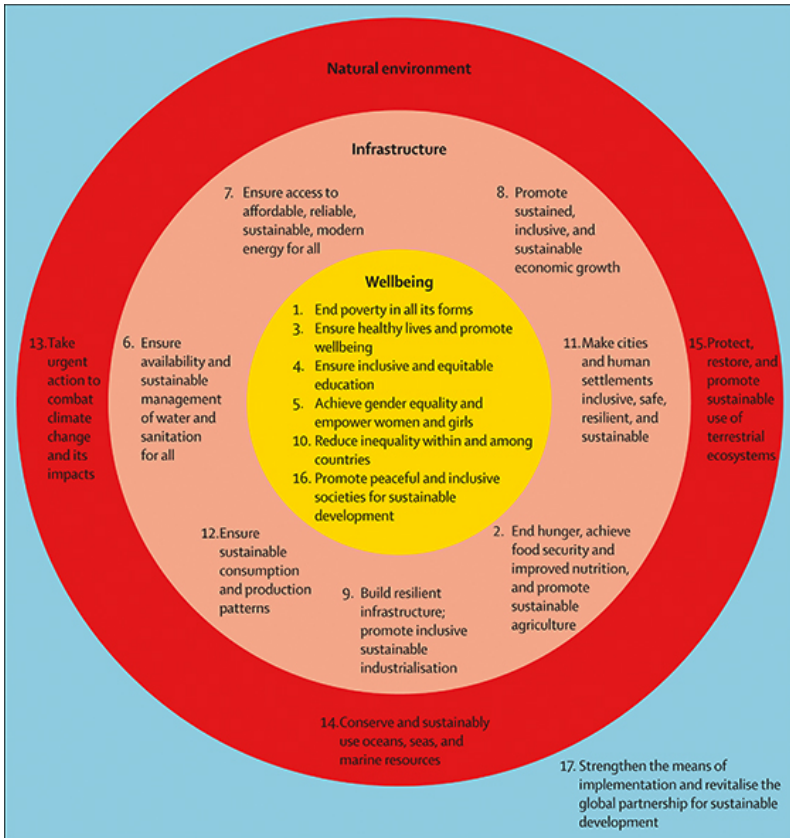 Natural environment
Infrastructure
7. Ensure access to
affordable, reliable,
sustainable, modern
energy for all
8. Promote
sustained,
inclusive, and
sustainable
economic growth
Wellbeing
1. End poverty in all its forms
3. Ensure healthy lives and promote
wellbeing
4. Ensure inclusive and equitable
education
5. Achieve gender equality and
empower women and girls
10. Reduce inequality within and among
countries
16. Promote peaceful and inclusive
societies for sustainable
development
13. Take
urgent
action to
combat
climate
change
and its
impacts
6. Ensure
availability and
sustainable
management
of water and
sanitation
for all
11. Make cities
and human
settlements
inclusive, safe,
resilient, and
sustainable
15. Protect,
restore, and
promote
sustainable
use of
terrestrial
ecosystems
12. Ensure
sustainable
consumption
and production
patterns
9. Build resilient
infrastructure;
promote inclusive
sustainable
industrialisation
2. End hunger, achieve
food security and
improved nutrition,
and promote
sustainable
agriculture
14. Conserve and sustainably
use oceans, seas, and
marine resources
17. Strengthen the means of
implementation and revitalise the
global partnership for sustainable
development